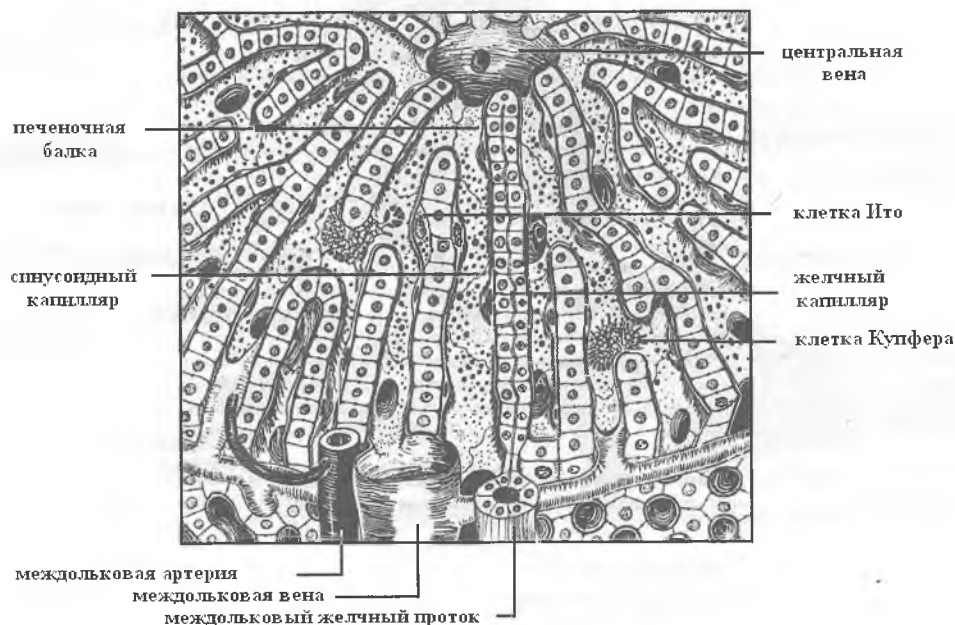 центральная
вена
печеночная
балка
клетка Ито
синусоидный
капилляр
желчный
капилляр
клетка Купфера
междольковая артерия
междольковая вена
междольковый желчный проток